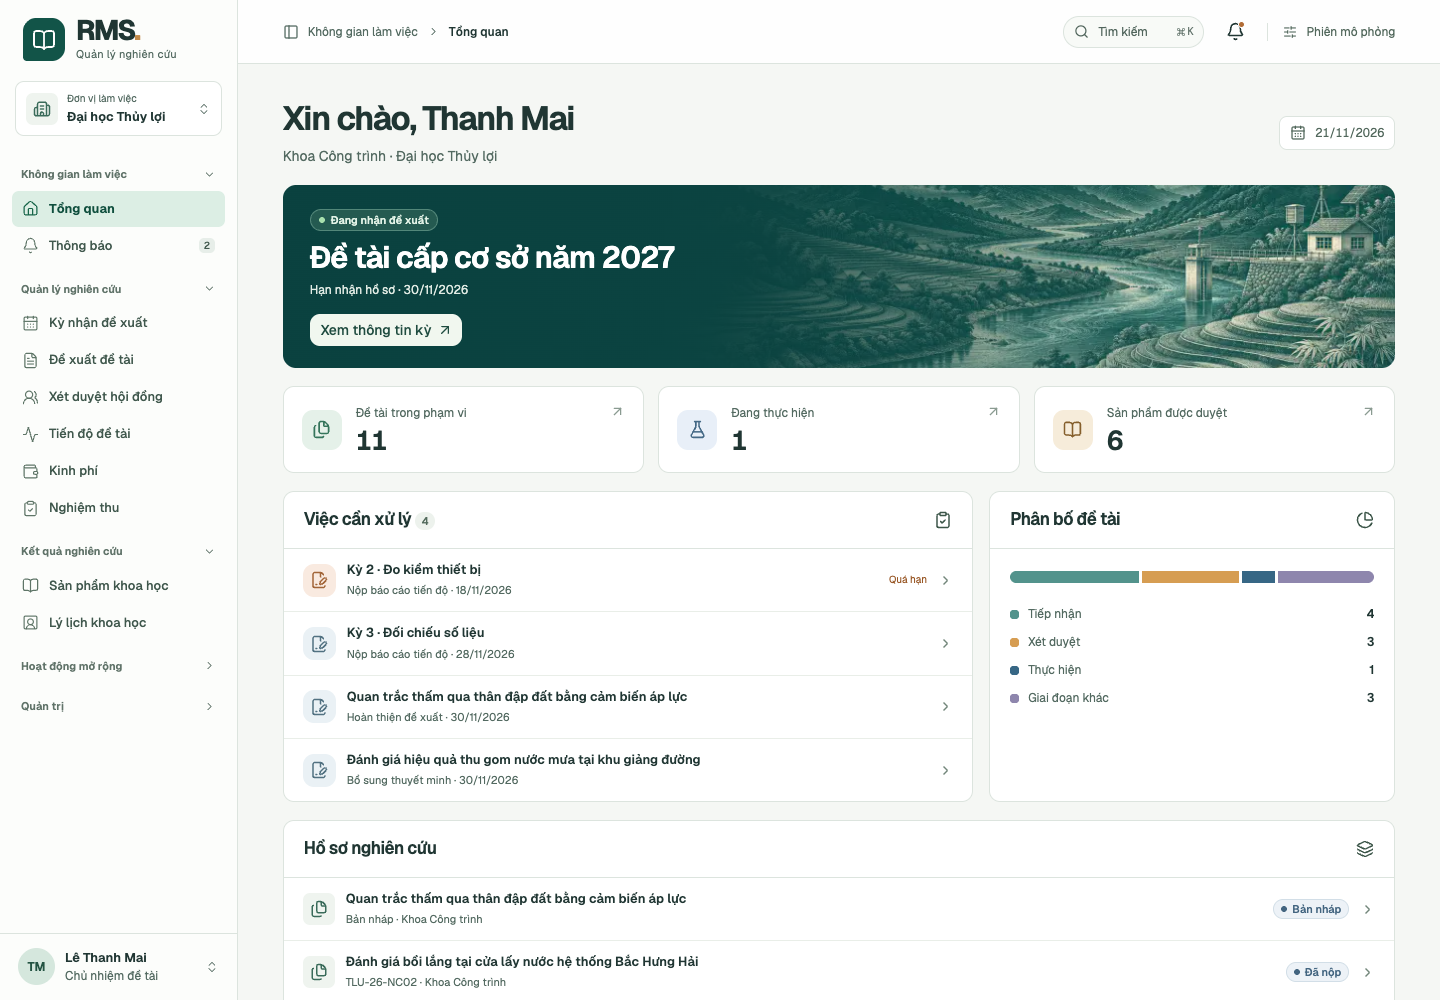 RMS.
Quản lý nghiên cứu
Đơn vị làm việc
Đại học Thủy lợi
Không gian làm việc
Tổng quan
Thông báo 2
Quản lý nghiên cứu
Kỳ nhận đề xuất
Đề xuất đề tài
Xét duyệt hội đồng
Tiến độ đề tài
Kinh phí
Nghiệm thu
Kết quả nghiên cứu
Sản phẩm khoa học
Lý lịch khoa học
Hoạt động mở rộng
Quản trị
TM
Lê Thanh Mai
Chủ nhiệm đề tài
Không gian làm việc > Tổng quan
Tìm kiếm ⌘K
Phiên mô phỏng
Xin chào, Thanh Mai
Khoa Công trình · Đại học Thủy lợi
21/11/2026
Đang nhận đề xuất
Đề tài cấp cơ sở năm 2027
Hạn nhận hồ sơ · 30/11/2026
Xem thông tin kỳ
Đề tài trong phạm vi
11
Đang thực hiện
1
Sản phẩm được duyệt
6
Việc cần xử lý 4
Kỳ 2 · Đo kiểm thiết bị
Nộp báo cáo tiến độ · 18/11/2026
Quá hạn
Kỳ 3 · Đối chiếu số liệu
Nộp báo cáo tiến độ · 28/11/2026
Quan trắc thấm qua thân đập đất bằng cảm biến áp lực
Hoàn thiện đề xuất · 30/11/2026
Đánh giá hiệu quả thu gom nước mưa tại khu giảng đường
Bổ sung thuyết minh · 30/11/2026
Phân bố đề tài
Tiếp nhận 4
Xét duyệt 3
Thực hiện 1
Giai đoạn khác 3
Hồ sơ nghiên cứu
Quan trắc thấm qua thân đập đất bằng cảm biến áp lực
Bản nháp · Khoa Công trình
Bản nháp
Đánh giá bồi lắng tại cửa lấy nước hệ thống Bắc Hưng Hải
TLU-26-NC02 · Khoa Công trình
Đã nộp